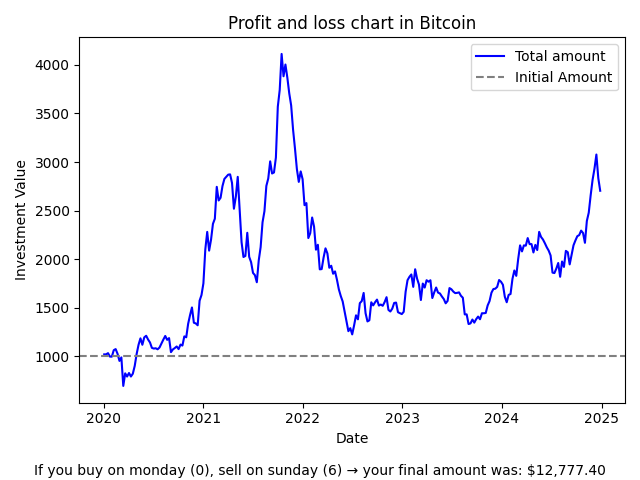 Profit and loss chart in Bitcoin
Total amount
Initial Amount
Investment Value
4000
3500
3000
2500
2000
1500
1000
2020 2021 2022 2023 2024 2025
Date
If you buy on monday (0), sell on sunday (6) → your final amount was: $12,777.40